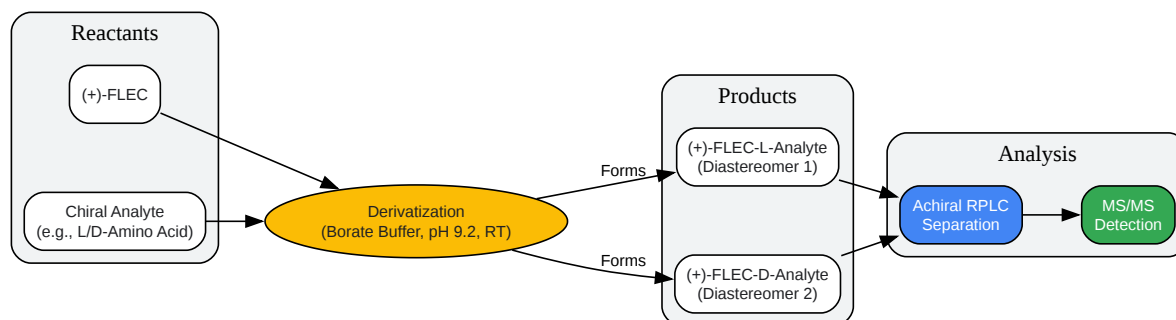 Reactants
(+)-FLEC
Chiral Analyte
(e.g., L/D-Amino Acid)
Derivatization
(Borate Buffer, pH 9.2, RT)
Forms
Forms
Products
(+)-FLEC-L-Analyte
(Diastereomer 1)
(+)-FLEC-D-Analyte
(Diastereomer 2)
Analysis
Achiral RPLC
Separation
MS/MS
Detection